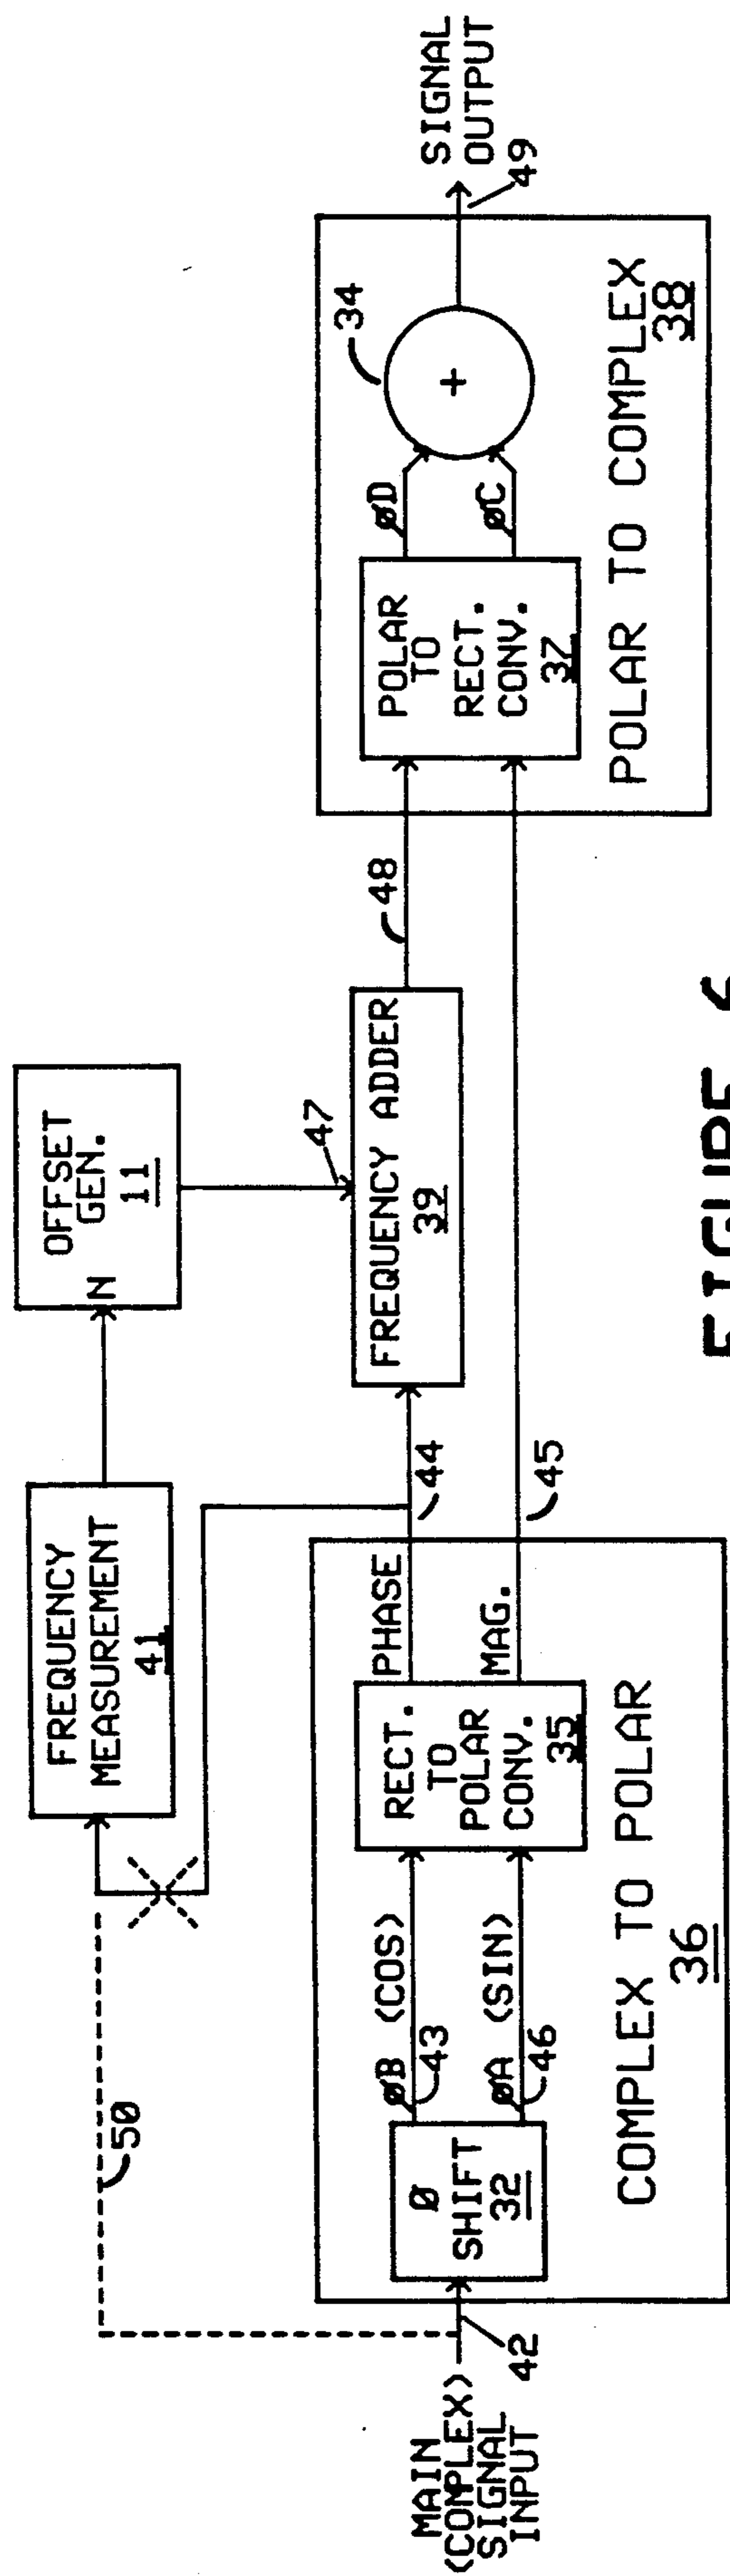 MAIN
(COMPLEX)
SIGNAL
INPUT
42
50
Ø
SHIFT
32
ØB (COS)
43
ØA (SIN)
46
RECT.
TO
POLAR
CONV.
35
PHASE
MAG.
COMPLEX TO POLAR
36
44
45
FREQUENCY
MEASUREMENT
41
N
OFFSET
GEN.
11
47
FREQUENCY ADDER
39
48
POLAR
TO
RECT.
CONV.
37
ØD
ØC
34
+
POLAR TO COMPLEX
38
SIGNAL
OUTPUT
49
FIGURE 6